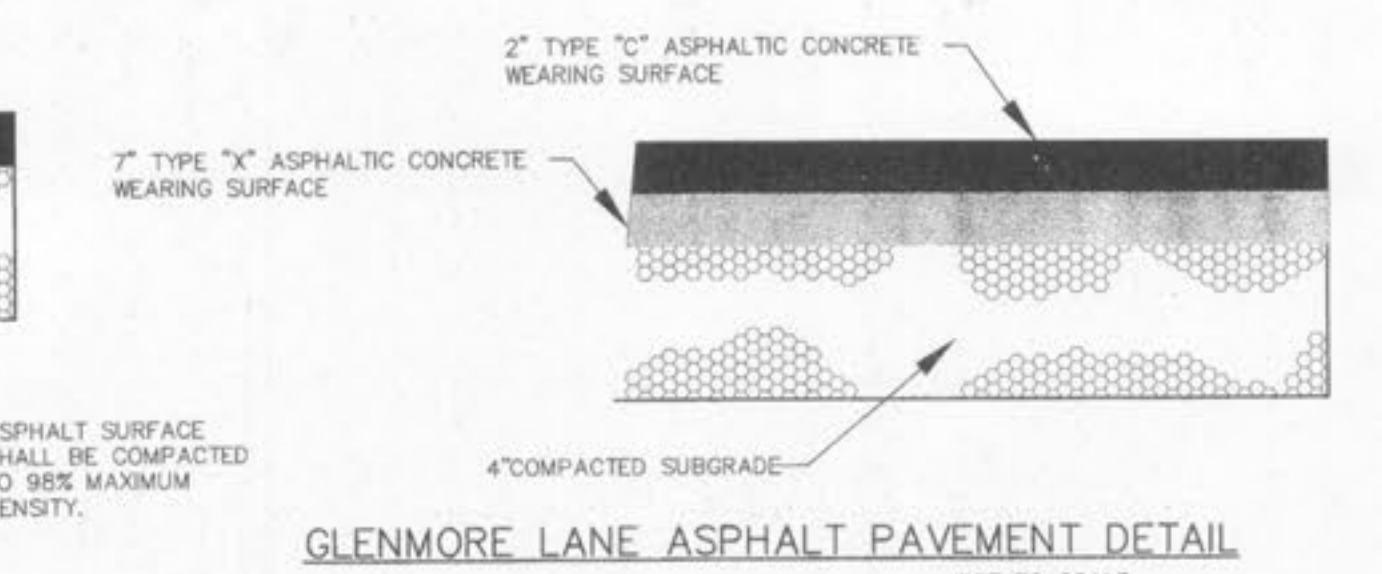 2" TYPE "C" ASPHALTIC CONCRETE
WEARING SURFACE
7" TYPE "X" ASPHALTIC CONCRETE
WEARING SURFACE
SPHALT SURFACE
HALL BE COMPACTED
O 98% MAXIMUM
ENSITY.
4"COMPACTED SUBGRADE
GLENMORE LANE ASPHALT PAVEMENT DETAIL